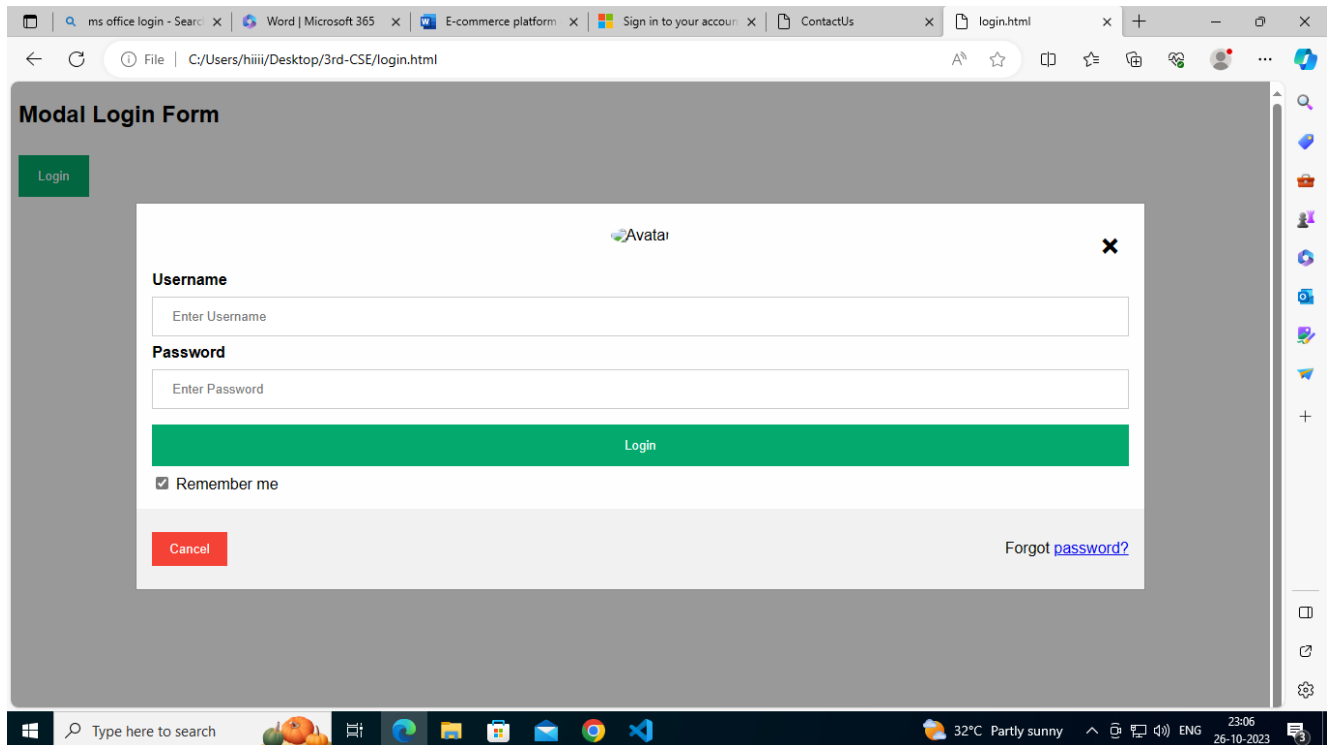 ms office login - Searc
Word | Microsoft 365
E-commerce platform
Sign in to your accoun
ContactUs
login.html
File C:/Users/hiiii/Desktop/3rd-CSE/login.html
Modal Login Form
Login
Avatar
Username
Enter Username
Password
Enter Password
Login
Remember me
Cancel
Forgot password?
Type here to search
32°C Partly sunny
ENG
23:06
26-10-2023
3